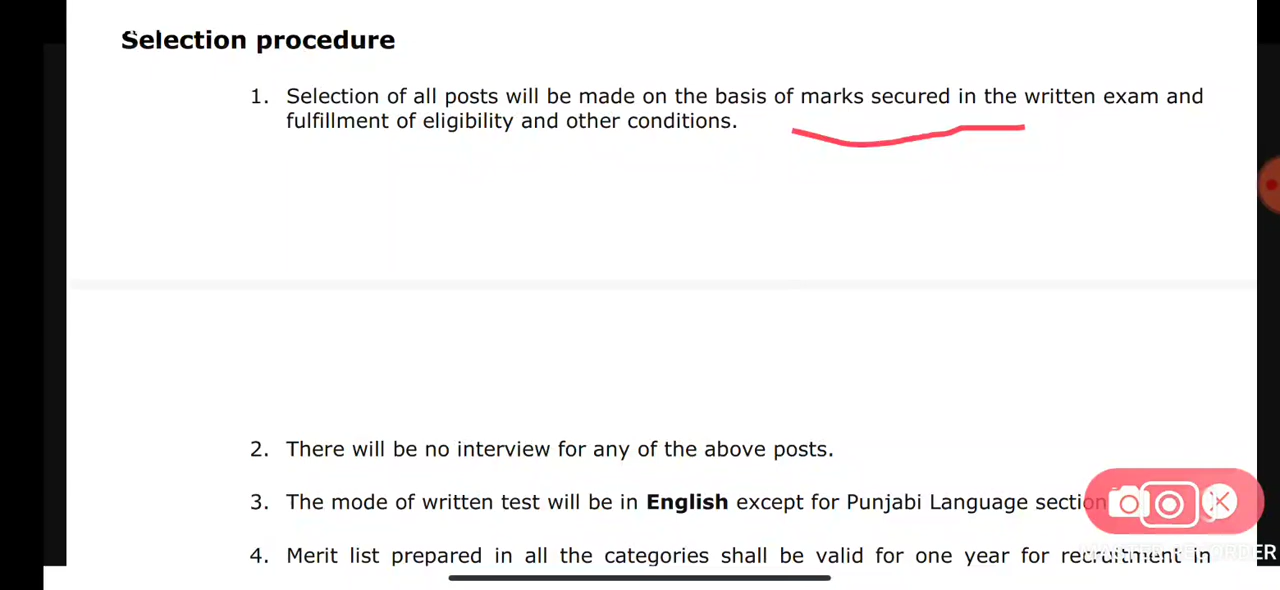 Selection procedure
1. Selection of all posts will be made on the basis of marks secured in the written exam and
fulfillment of eligibility and other conditions.
2. There will be no interview for any of the above posts.
3. The mode of written test will be in English except for Punjabi Language section
4. Merit list prepared in all the categories shall be valid for one year for recruitment in
MASTER RECORDER